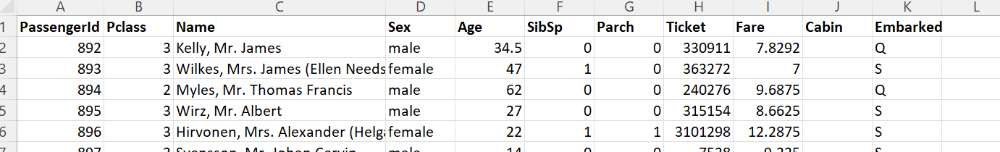 A B C D E F G H I J K L
1 PassengerId Pclass Name Sex Age SibSp Parch Ticket Fare Cabin Embarked
2 892 3 Kelly, Mr. James male 34.5 0 0 330911 7.8292 Q
3 893 3 Wilkes, Mrs. James (Ellen Needs female 47 1 0 363272 7 S
4 894 2 Myles, Mr. Thomas Francis male 62 0 0 240276 9.6875 Q
5 895 3 Wirz, Mr. Albert male 27 0 0 315154 8.6625 S
6 896 3 Hirvonen, Mrs. Alexander (Helga female 22 1 1 3101298 12.2875 S
7 897 3 Svensson, Mr. Johan Cervin male 14 0 0 7538 9.225 S